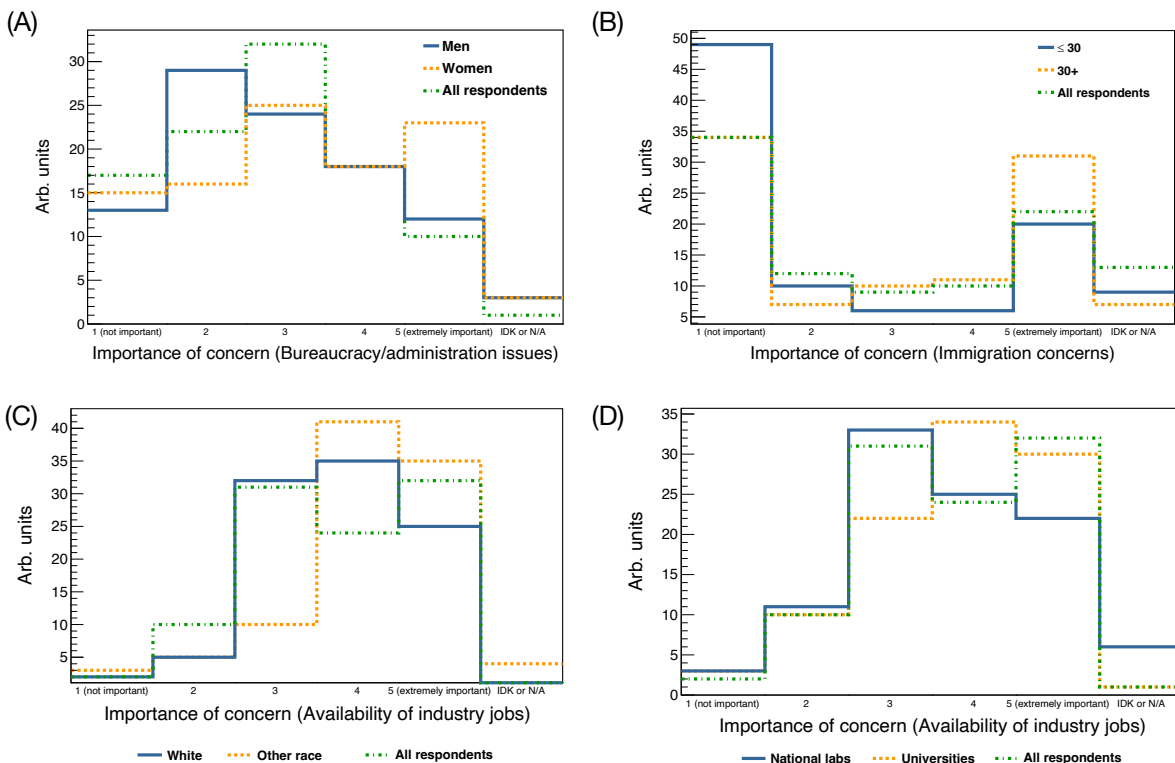 (A)
Men
Women
All respondents
Arb. units
30
25
20
15
10
5
0
1 (not important) 2 3 4 5 (extremely important) IDK or N/A
Importance of concern (Bureaucracy/administration issues)
(B)
≤ 30
30+
All respondents
Arb. units
50
45
40
35
30
25
20
15
10
5
1 (not important) 2 3 4 5 (extremely important) IDK or N/A
Importance of concern (Immigration concerns)
(C)
Arb. units
40
35
30
25
20
15
10
5
1 (not important) 2 3 4 5 (extremely important) IDK or N/A
Importance of concern (Availability of industry jobs)
White Other race All respondents
(D)
Arb. units
35
30
25
20
15
10
5
0
1 (not important) 2 3 4 5 (extremely important) IDK or N/A
Importance of concern (Availability of industry jobs)
National labs Universities All respondents